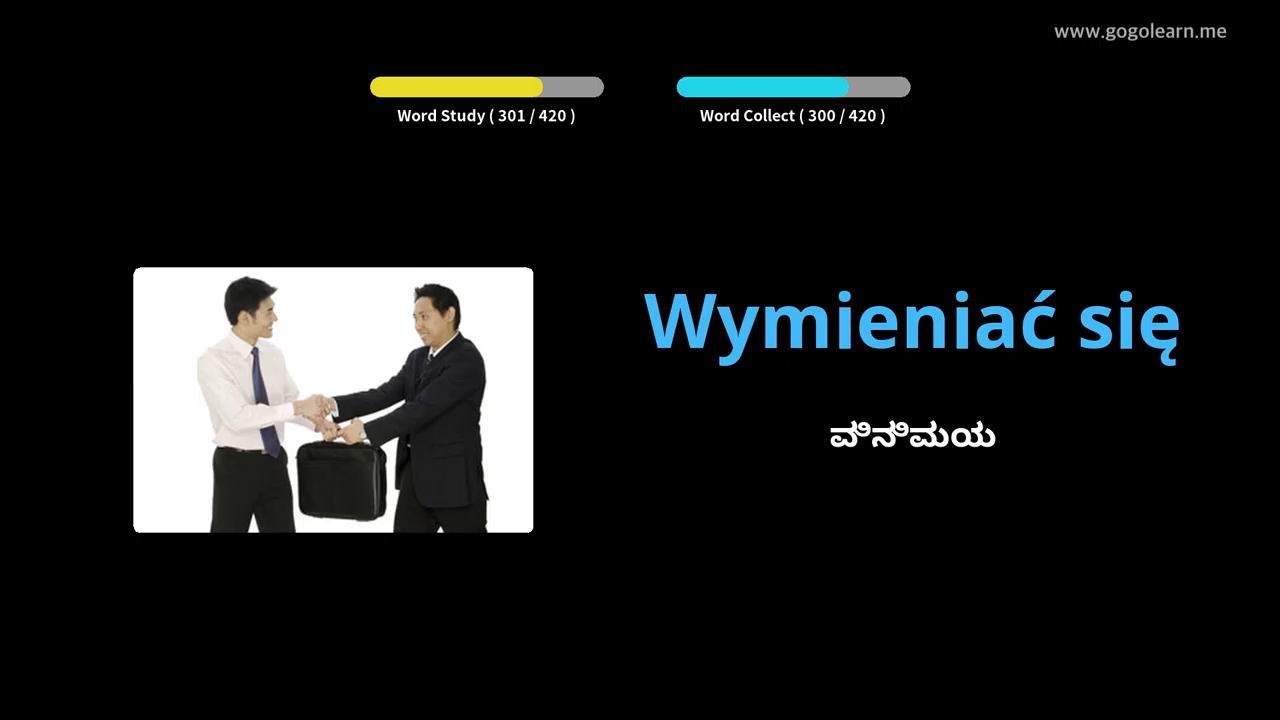 www.gogolearn.me
Word Study ( 301 / 420 )
Word Collect ( 300 / 420 )
Wymieniać się
ವಿನಿಮಯ